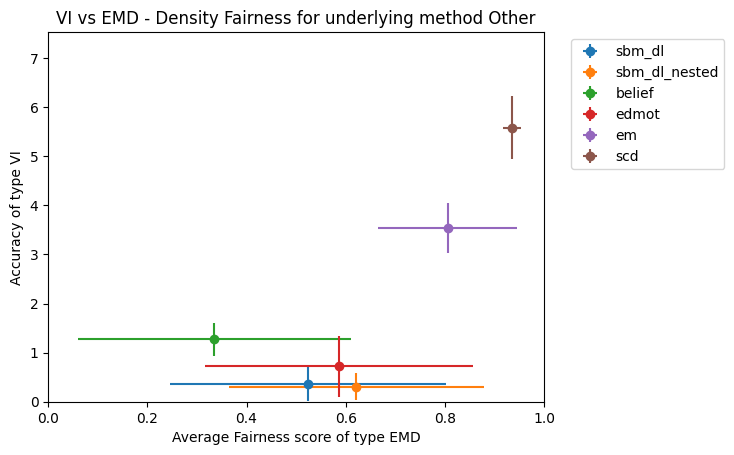 VI vs EMD - Density Fairness for underlying method Other
Accuracy of type VI
7
6
5
4
3
2
1
0
0.0 0.2 0.4 0.6 0.8 1.0
Average Fairness score of type EMD
sbm_dl
sbm_dl_nested
belief
edmot
em
scd